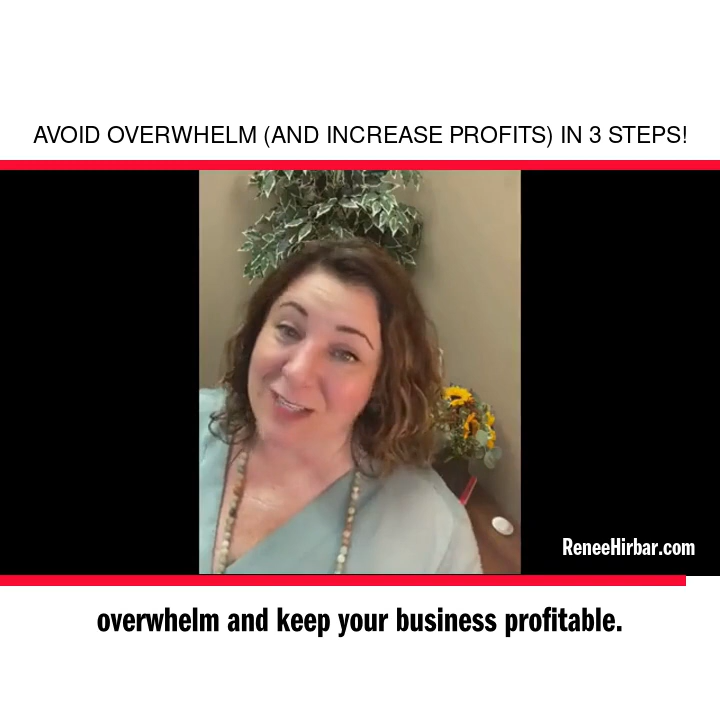 AVOID OVERWHELM (AND INCREASE PROFITS) IN 3 STEPS!
ReneeHirbar.com
overwhelm and keep your business profitable.